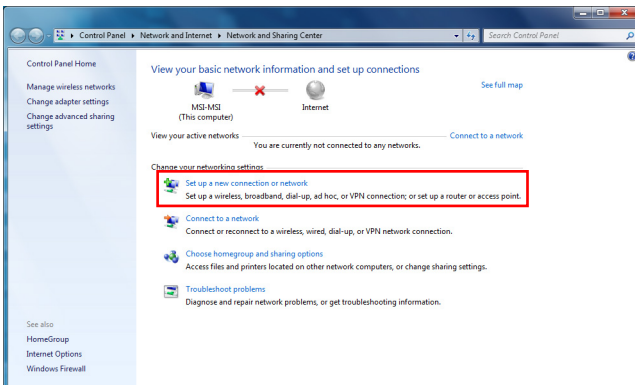 Control Panel ▸ Network and Internet ▸ Network and Sharing Center
Search Control Panel
Control Panel Home
Manage wireless networks
Change adapter settings
Change advanced sharing
settings
View your basic network information and set up connections
See full map
MSI-MSI
(This computer)
Internet
View your active networks
Connect to a network
You are currently not connected to any networks.
Change your networking settings
Set up a new connection or network
Set up a wireless, broadband, dial-up, ad hoc, or VPN connection; or set up a router or access point.
Connect to a network
Connect or reconnect to a wireless, wired, dial-up, or VPN network connection.
Choose homegroup and sharing options
Access files and printers located on other network computers, or change sharing settings.
Troubleshoot problems
Diagnose and repair network problems, or get troubleshooting information.
See also
HomeGroup
Internet Options
Windows Firewall